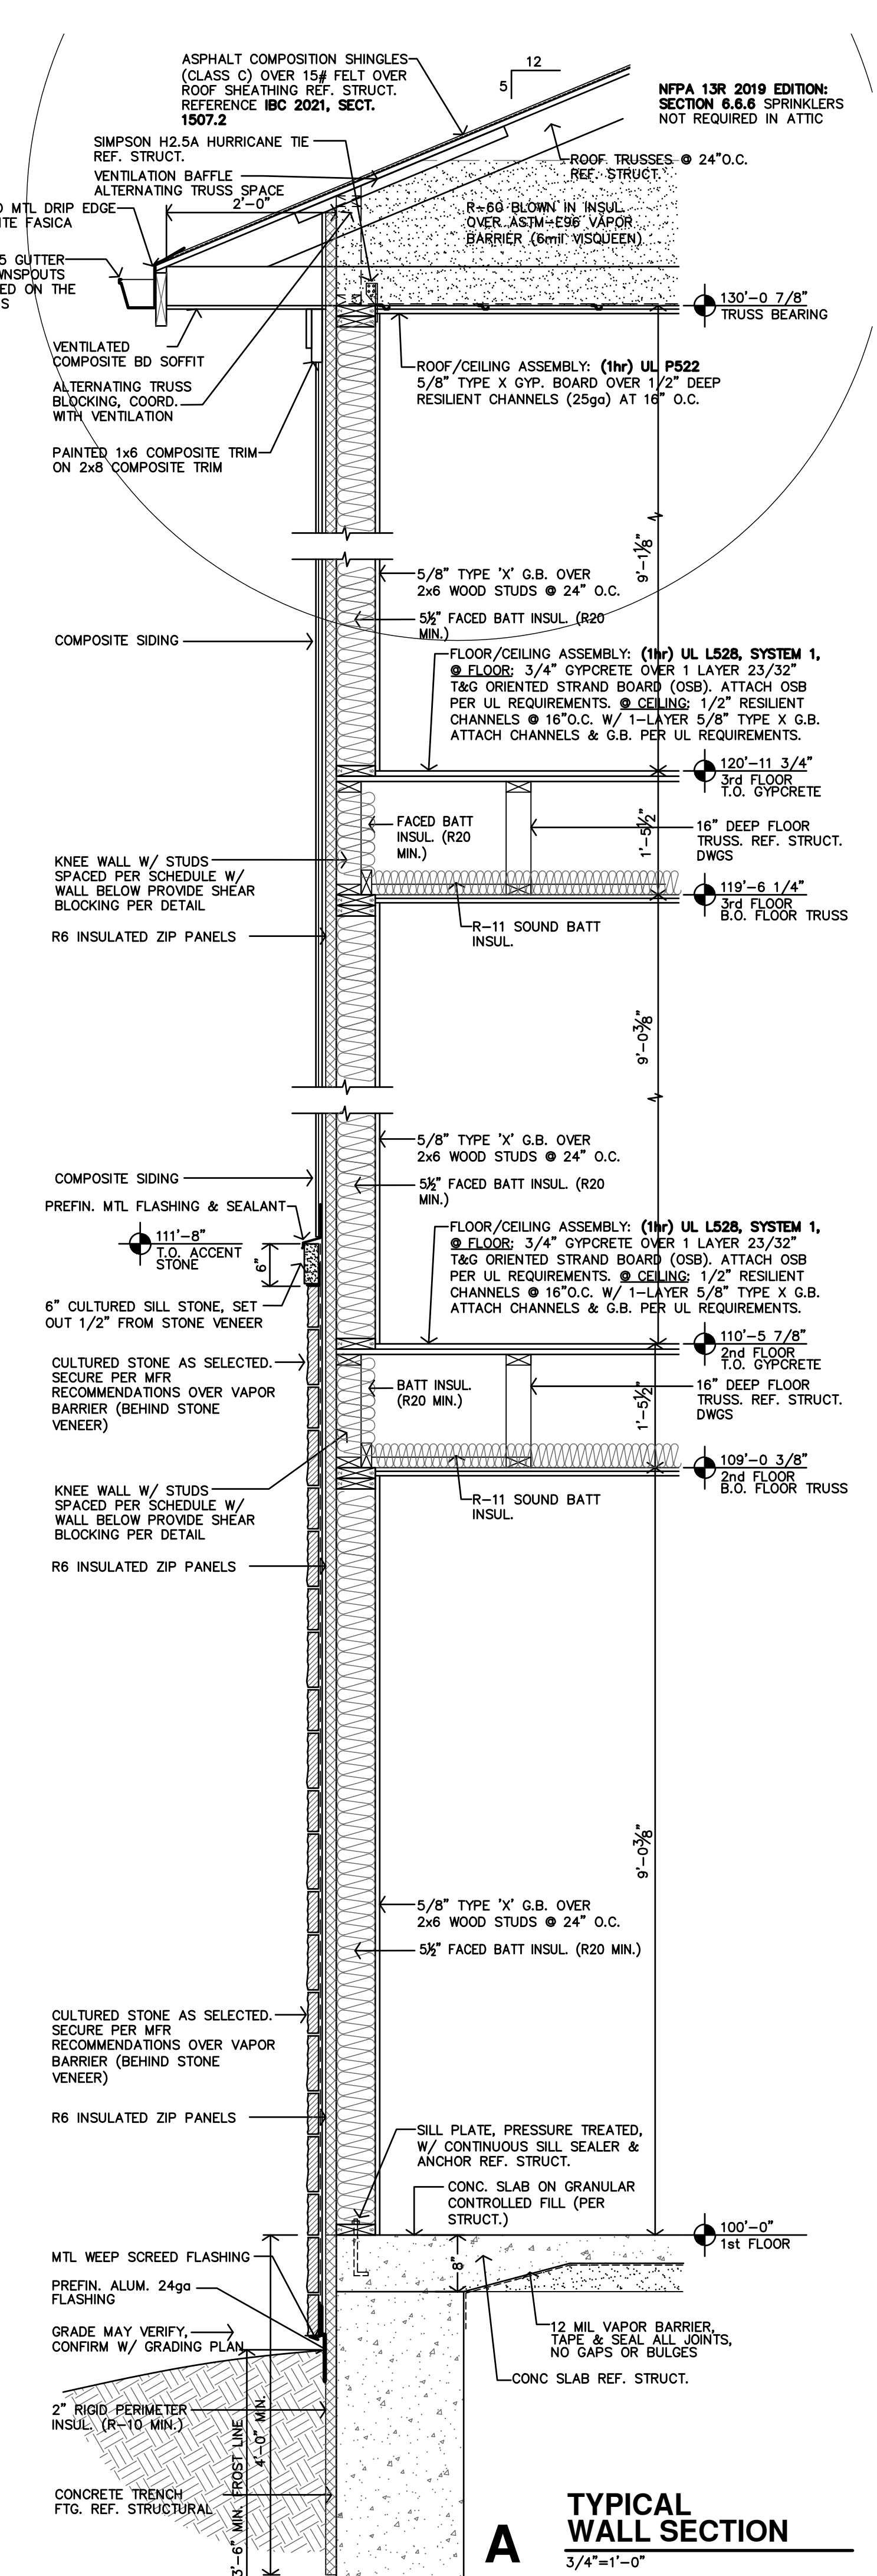 ASPHALT COMPOSITION SHINGLES
(CLASS C) OVER 15# FELT OVER
ROOF SHEATHING REF. STRUCT.
REFERENCE IBC 2021, SECT.
1507.2
12
5
NFPA 13R 2019 EDITION:
SECTION 6.6.6 SPRINKLERS
NOT REQUIRED IN ATTIC
SIMPSON H2.5A HURRICANE TIE
REF. STRUCT.
VENTILATION BAFFLE
ALTERNATING TRUSS SPACE
ROOF TRUSSES @ 24"O.C.
REF. STRUCT.
2'-0"
MTL DRIP EDGE
FASICA
R-60 BLOWN IN INSUL.
OVER ASTM-E96 VAPOR
BARRIER (6mil VISQUEEN)
5 GUTTER
ON THE
130'-0 7/8"
TRUSS BEARING
VENTILATED
COMPOSITE BD SOFFIT
ALTERNATING TRUSS
BLOCKING, COORD.
WITH VENTILATION
ROOF/CEILING ASSEMBLY: (1hr) UL P522
5/8" TYPE X GYP. BOARD OVER 1/2" DEEP
RESILIENT CHANNELS (25ga) AT 16" O.C.
PAINTED 1x6 COMPOSITE TRIM
ON 2x8 COMPOSITE TRIM
9'-1⅛"
5/8" TYPE 'X' G.B. OVER
2x6 WOOD STUDS @ 24" O.C.
5½" FACED BATT INSUL. (R20
MIN.)
COMPOSITE SIDING
FLOOR/CEILING ASSEMBLY: (1hr) UL L528, SYSTEM 1,
@ FLOOR: 3/4" GYPCRETE OVER 1 LAYER 23/32"
T&G ORIENTED STRAND BOARD (OSB). ATTACH OSB
PER UL REQUIREMENTS. @ CEILING: 1/2" RESILIENT
CHANNELS @ 16"O.C. W/ 1-LAYER 5/8" TYPE X G.B.
ATTACH CHANNELS & G.B. PER UL REQUIREMENTS.
120'-11 3/4"
3rd FLOOR
T.O. GYPCRETE
FACED BATT
INSUL. (R20
MIN.)
1'-5½"
16" DEEP FLOOR
TRUSS. REF. STRUCT.
DWGS
KNEE WALL W/ STUDS
SPACED PER SCHEDULE W/
WALL BELOW PROVIDE SHEAR
BLOCKING PER DETAIL
119'-6 1/4"
3rd FLOOR
B.O. FLOOR TRUSS
R6 INSULATED ZIP PANELS
R-11 SOUND BATT
INSUL.
9'-0⅜"
5/8" TYPE 'X' G.B. OVER
2x6 WOOD STUDS @ 24" O.C.
COMPOSITE SIDING
5½" FACED BATT INSUL. (R20
MIN.)
PREFIN. MTL FLASHING & SEALANT
111'-8"
T.O. ACCENT
STONE
6"
FLOOR/CEILING ASSEMBLY: (1hr) UL L528, SYSTEM 1,
@ FLOOR: 3/4" GYPCRETE OVER 1 LAYER 23/32"
T&G ORIENTED STRAND BOARD (OSB). ATTACH OSB
PER UL REQUIREMENTS. @ CEILING: 1/2" RESILIENT
CHANNELS @ 16"O.C. W/ 1-LAYER 5/8" TYPE X G.B.
ATTACH CHANNELS & G.B. PER UL REQUIREMENTS.
6" CULTURED SILL STONE, SET
OUT 1/2" FROM STONE VENEER
110'-5 7/8"
2nd FLOOR
T.O. GYPCRETE
CULTURED STONE AS SELECTED.
SECURE PER MFR
RECOMMENDATIONS OVER VAPOR
BARRIER (BEHIND STONE
VENEER)
BATT INSUL.
(R20 MIN.)
1'-5½"
16" DEEP FLOOR
TRUSS. REF. STRUCT.
DWGS
109'-0 3/8"
2nd FLOOR
B.O. FLOOR TRUSS
KNEE WALL W/ STUDS
SPACED PER SCHEDULE W/
WALL BELOW PROVIDE SHEAR
BLOCKING PER DETAIL
R-11 SOUND BATT
INSUL.
R6 INSULATED ZIP PANELS
9'-0⅜"
5/8" TYPE 'X' G.B. OVER
2x6 WOOD STUDS @ 24" O.C.
5½" FACED BATT INSUL. (R20 MIN.)
CULTURED STONE AS SELECTED.
SECURE PER MFR
RECOMMENDATIONS OVER VAPOR
BARRIER (BEHIND STONE
VENEER)
R6 INSULATED ZIP PANELS
SILL PLATE, PRESSURE TREATED,
W/ CONTINUOUS SILL SEALER &
ANCHOR REF. STRUCT.
CONC. SLAB ON GRANULAR
CONTROLLED FILL (PER
STRUCT.)
100'-0"
1st FLOOR
MTL WEEP SCREED FLASHING
8"
PREFIN. ALUM. 24ga
FLASHING
GRADE MAY VERIFY,
CONFIRM W/ GRADING PLAN
12 MIL VAPOR BARRIER,
TAPE & SEAL ALL JOINTS,
NO GAPS OR BULGES
CONC SLAB REF. STRUCT.
2" RIGID PERIMETER
INSUL. (R-10 MIN.)
4'-0" MIN.
3'-6" MIN. FROST LINE
CONCRETE TRENCH
FTG. REF. STRUCTURAL
A
TYPICAL
WALL SECTION
3/4"=1'-0"